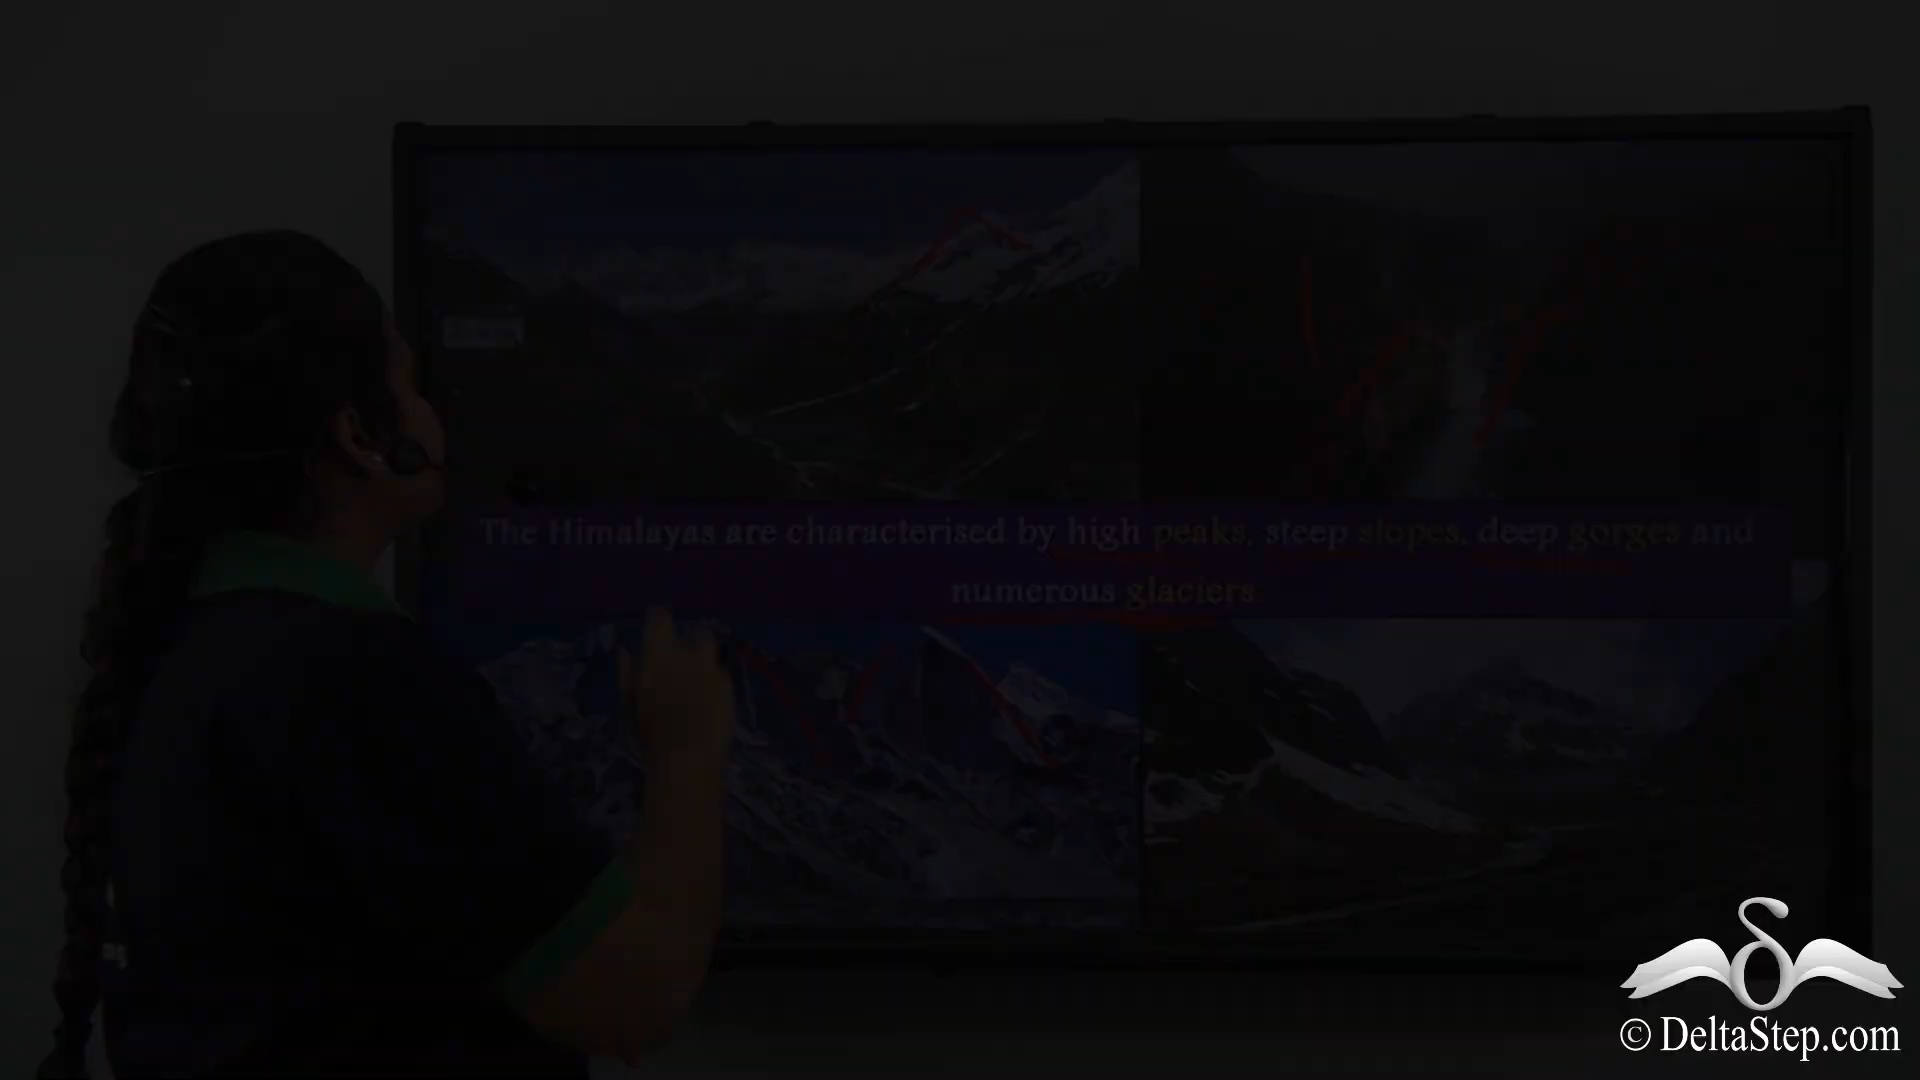 The Himalayas are characterised by high peaks, steep slopes, deep gorges and
numerous glaciers.
© DeltaStep.com